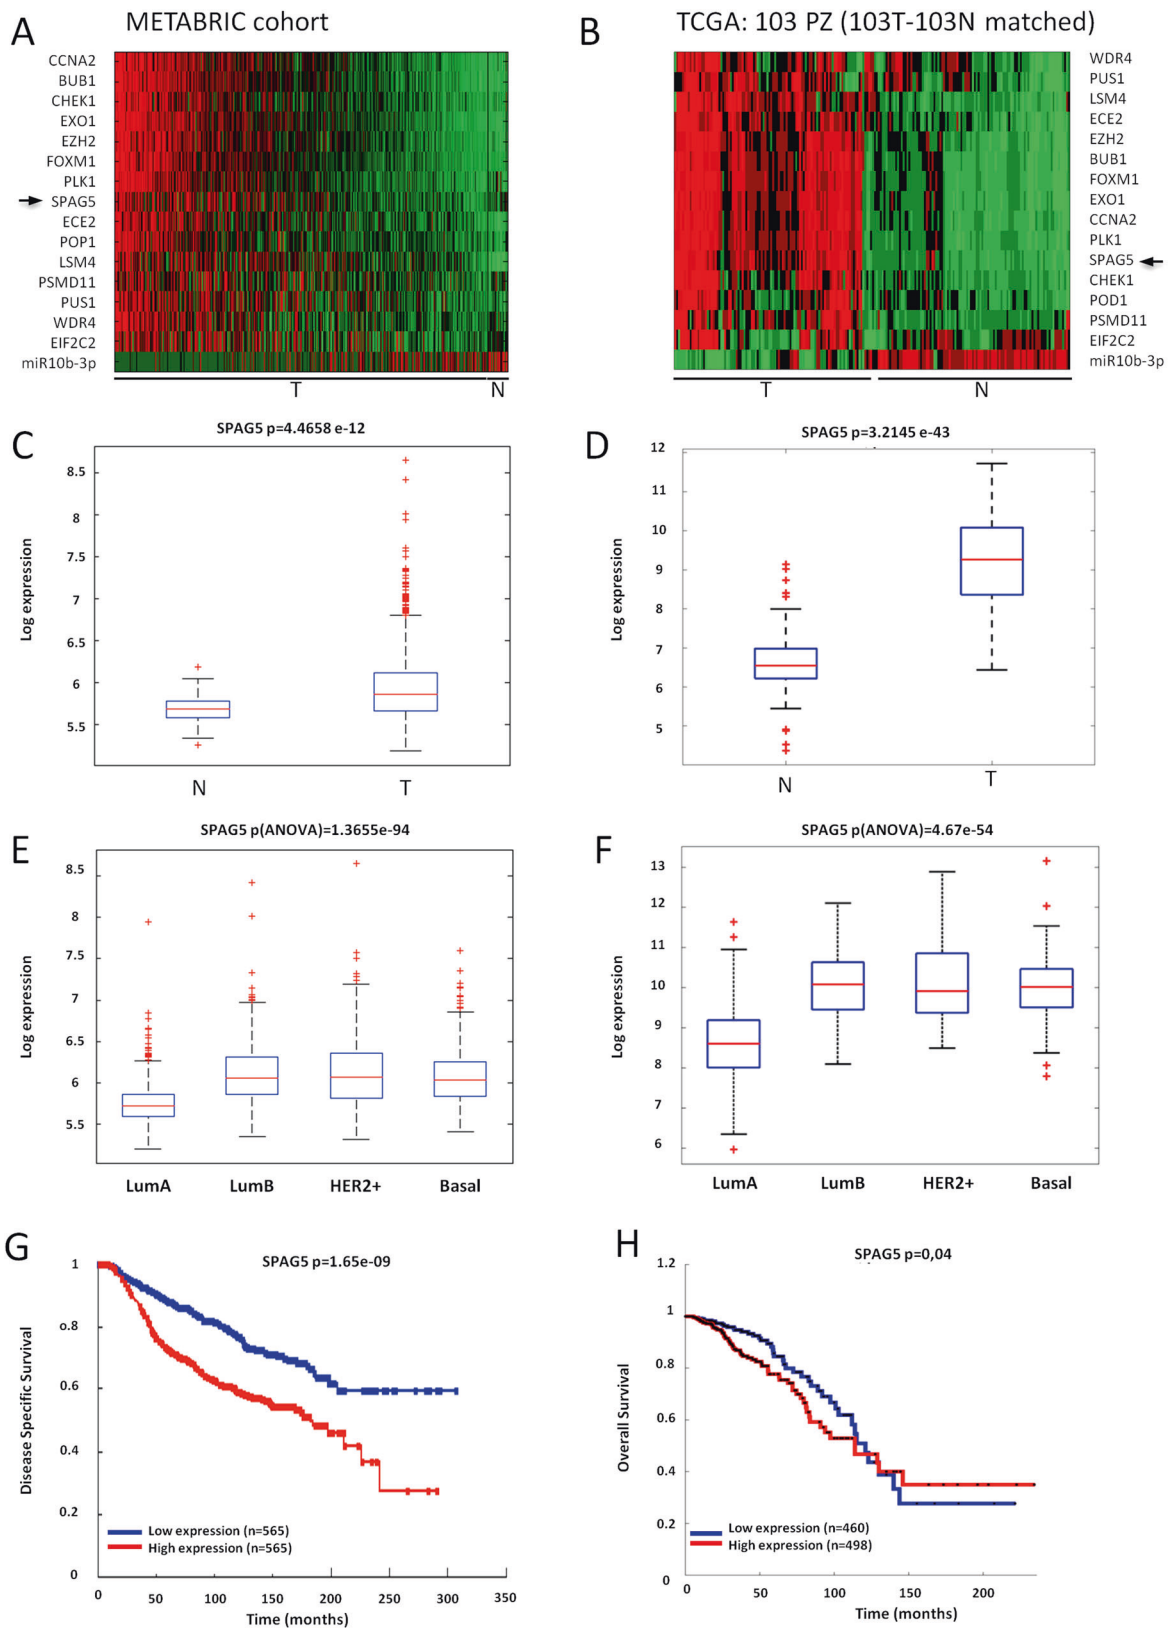 A
METABRIC cohort
CCNA2
BUB1
CHEK1
EXO1
EZH2
FOXM1
PLK1
SPAG5
ECE2
POP1
LSM4
PSMD11
PUS1
WDR4
EIF2C2
miR10b-3p
T
N
B
TCGA: 103 PZ (103T-103N matched)
WDR4
PUS1
LSM4
ECE2
EZH2
BUB1
FOXM1
EXO1
CCNA2
PLK1
SPAG5
CHEK1
POD1
PSMD11
EIF2C2
miR10b-3p
T
N
C
SPAG5 p=4.4658 e-12
Log expression
8.5
8
7.5
7
6.5
6
5.5
N
T
D
SPAG5 p=3.2145 e-43
Log expression
12
11
10
9
8
7
6
5
N
T
E
SPAG5 p(ANOVA)=1.3655e-94
Log expression
8.5
8
7.5
7
6.5
6
5.5
LumA
LumB
HER2+
Basal
F
SPAG5 p(ANOVA)=4.67e-54
Log expression
13
12
11
10
9
8
7
6
LumA
LumB
HER2+
Basal
G
SPAG5 p=1.65e-09
Disease Specific Survival
1
0.8
0.6
0.4
0.2
0
Low expression (n=565)
High expression (n=565)
0
50
100
150
200
250
300
350
Time (months)
H
SPAG5 p=0,04
Overall Survival
1.2
1
0.8
0.6
0.4
0.2
0
Low expression (n=460)
High expression (n=498)
0
50
100
150
200
Time (months)